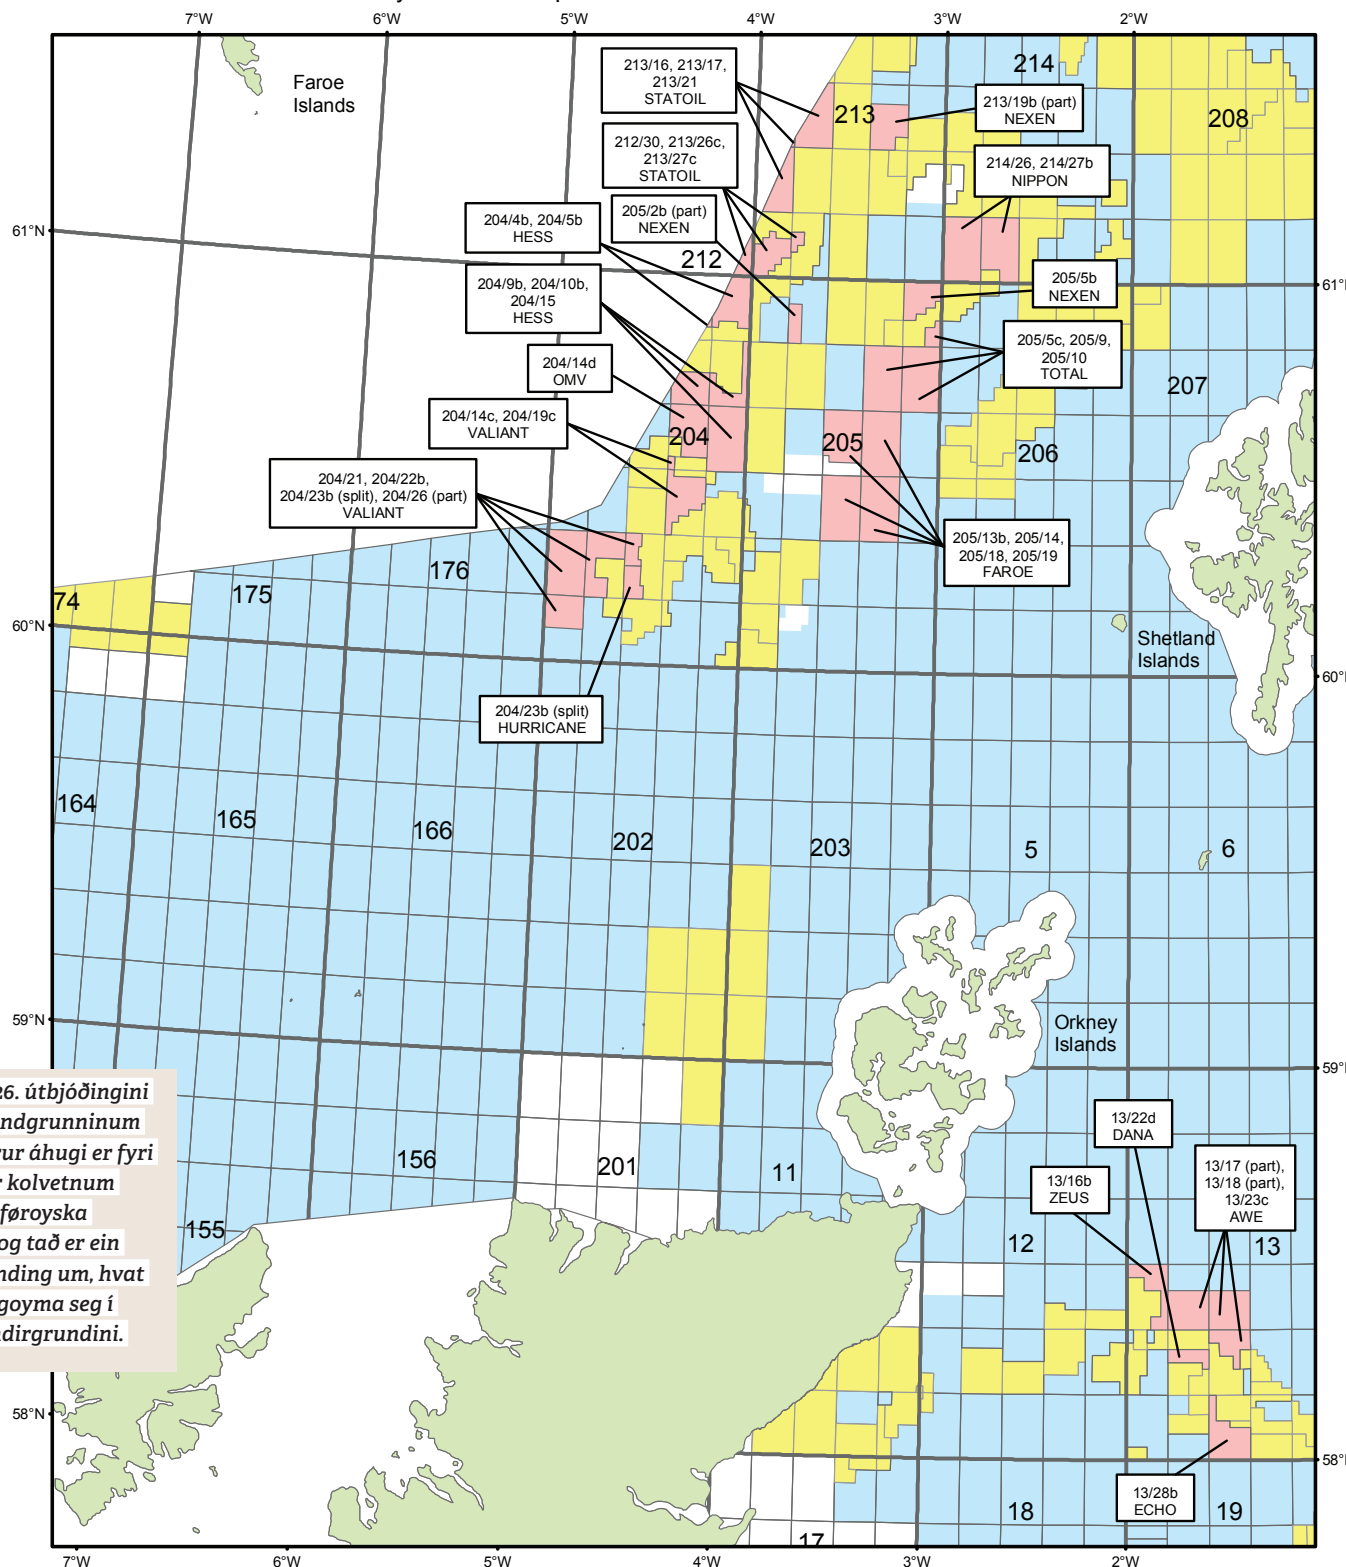 7°W 6°W 5°W 4°W 3°W 2°W
Faroe
Islands
213/16, 213/17,
213/21
STATOIL
214
213
213/19b (part)
NEXEN
208
212/30, 213/26c,
213/27c
STATOIL
214/26, 214/27b
NIPPON
205/2b (part)
NEXEN
204/4b, 204/5b
HESS
61°N
212
204/9b, 204/10b,
204/15
HESS
205/5b
NEXEN
61°N
205/5c, 205/9,
205/10
TOTAL
204/14d
OMV
207
204/14c, 204/19c
VALIANT
204
205
206
204/21, 204/22b,
204/23b (split), 204/26 (part)
VALIANT
205/13b, 205/14,
205/18, 205/19
FAROE
176
175
74
60°N
Shetland
Islands
60°N
204/23b (split)
HURRICANE
164
165
166
202
203
5
6
59°N
Orkney
Islands
59°N
26. útbjóðingini
ndgrunninum
rur áhugi er fyri
r kolvetnum
føroyska
og tað er ein
nding um, hvat
goyma seg í
ndirgrundini.
13/22d
DANA
156
201
11
13/16b
ZEUS
13/17 (part),
13/18 (part),
13/23c
AWE
155
12
13
58°N
58°N
13/28b
ECHO
18
19
17
7°W 6°W 5°W 4°W 3°W 2°W